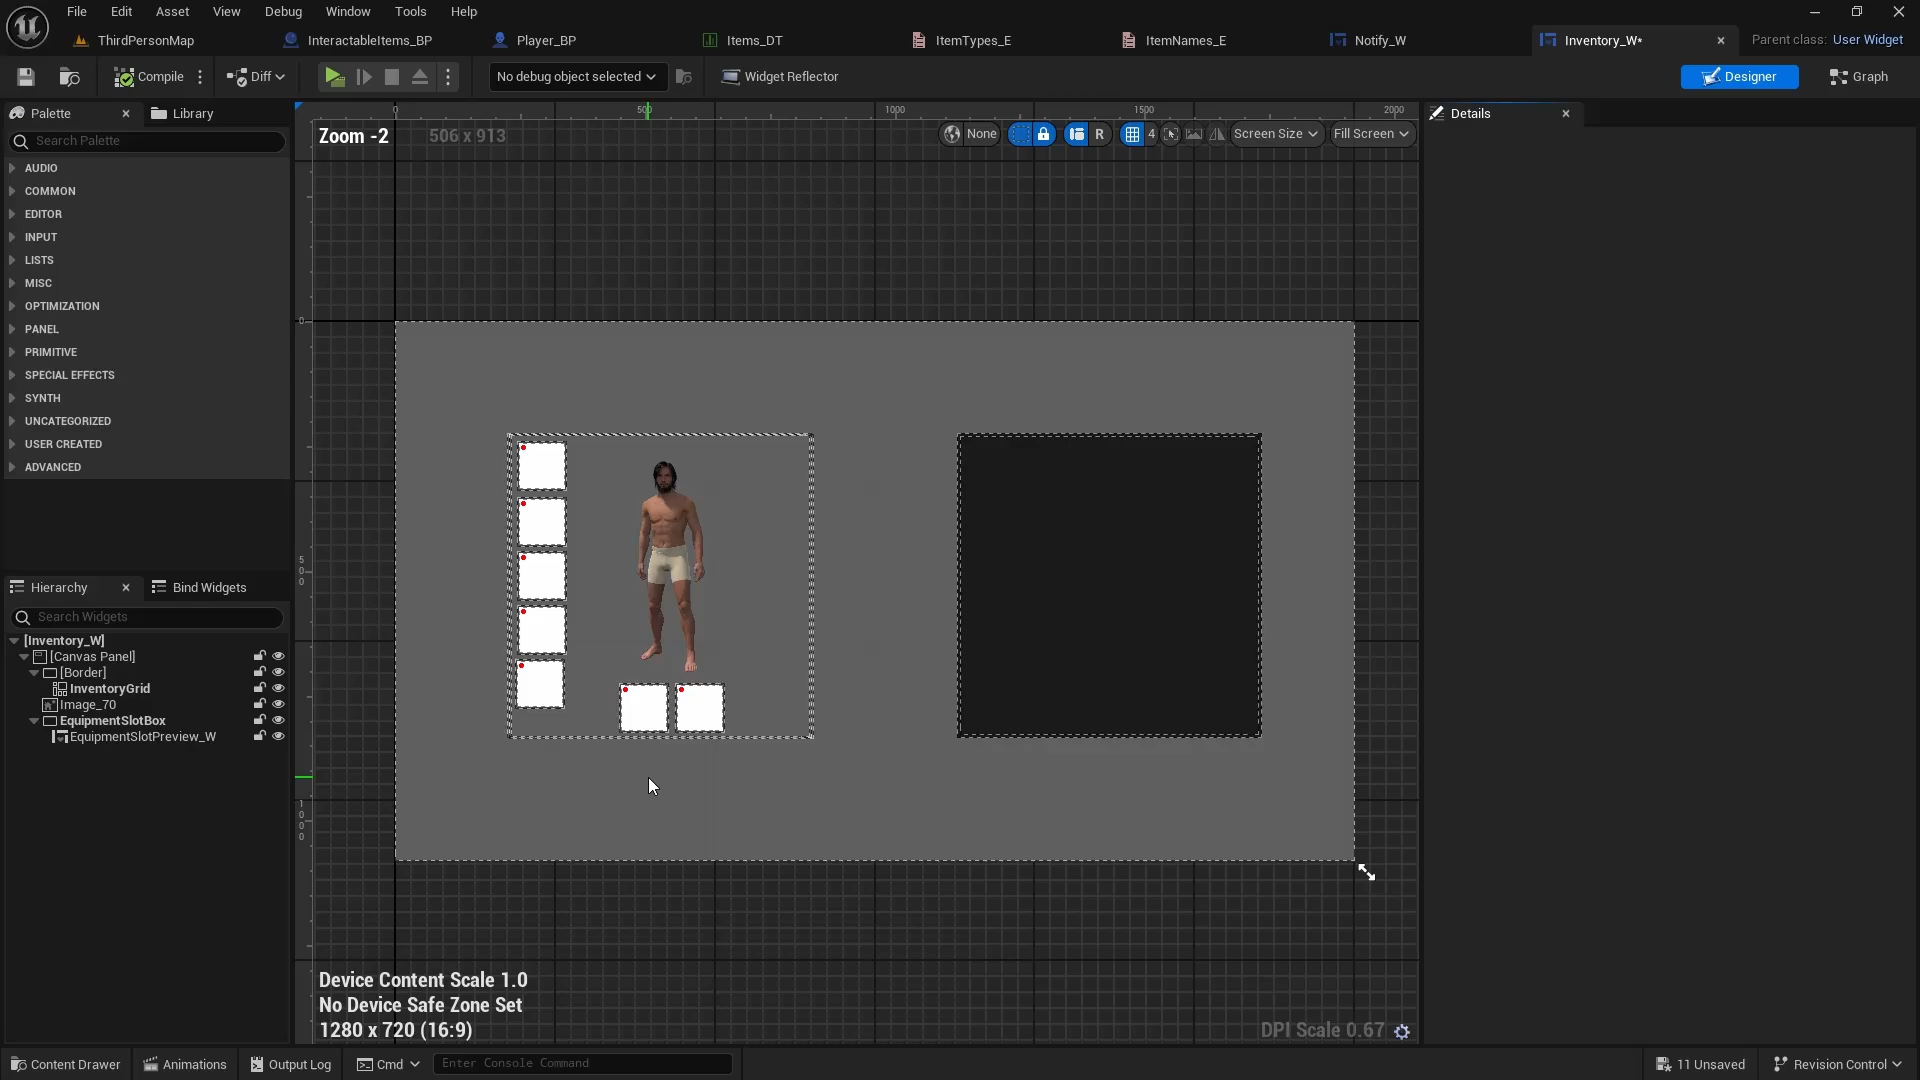 File Edit Asset View Debug Window Tools Help
ThirdPersonMap InteractableItems_BP Player_BP Items_DT ItemTypes_E ItemNames_E Notify_W Inventory_W* Parent class: User Widget
Compile Diff No debug object selected Widget Reflector Designer Graph
Palette Library
Search Palette
AUDIO
COMMON
EDITOR
INPUT
LISTS
MISC
OPTIMIZATION
PANEL
PRIMITIVE
SPECIAL EFFECTS
SYNTH
UNCATEGORIZED
USER CREATED
ADVANCED
Hierarchy Bind Widgets
Search Widgets
[Inventory_W]
[Canvas Panel]
[Border]
InventoryGrid
Image_70
EquipmentSlotBox
EquipmentSlotPreview_W
0 500 1000 1500 2000
Zoom -2 506 x 913 None R 4 Screen Size Fill Screen
0
500
1000
Device Content Scale 1.0
No Device Safe Zone Set
1280 x 720 (16:9) DPI Scale 0.67
Details
Content Drawer Animations Output Log Cmd Enter Console Command 11 Unsaved Revision Control